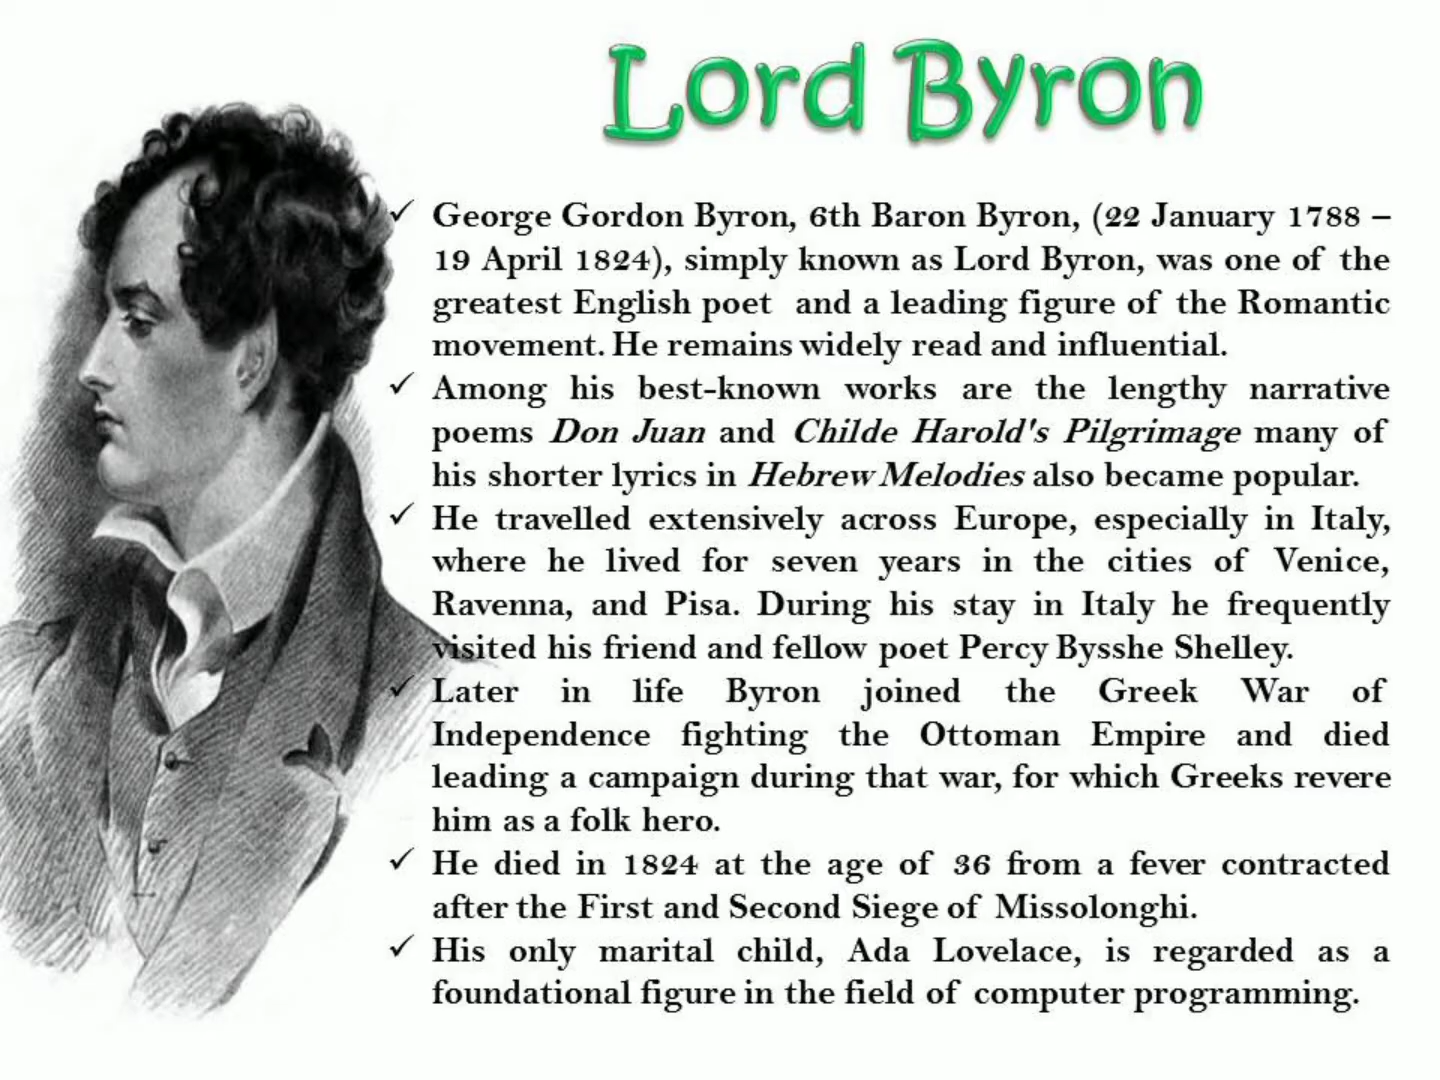 Lord Byron
✓ George Gordon Byron, 6th Baron Byron, (22 January 1788 –
19 April 1824), simply known as Lord Byron, was one of the
greatest English poet and a leading figure of the Romantic
movement. He remains widely read and influential.
✓ Among his best-known works are the lengthy narrative
poems Don Juan and Childe Harold's Pilgrimage many of
his shorter lyrics in Hebrew Melodies also became popular.
✓ He travelled extensively across Europe, especially in Italy,
where he lived for seven years in the cities of Venice,
Ravenna, and Pisa. During his stay in Italy he frequently
visited his friend and fellow poet Percy Bysshe Shelley.
✓ Later in life Byron joined the Greek War of
Independence fighting the Ottoman Empire and died
leading a campaign during that war, for which Greeks revere
him as a folk hero.
✓ He died in 1824 at the age of 36 from a fever contracted
after the First and Second Siege of Missolonghi.
✓ His only marital child, Ada Lovelace, is regarded as a
foundational figure in the field of computer programming.